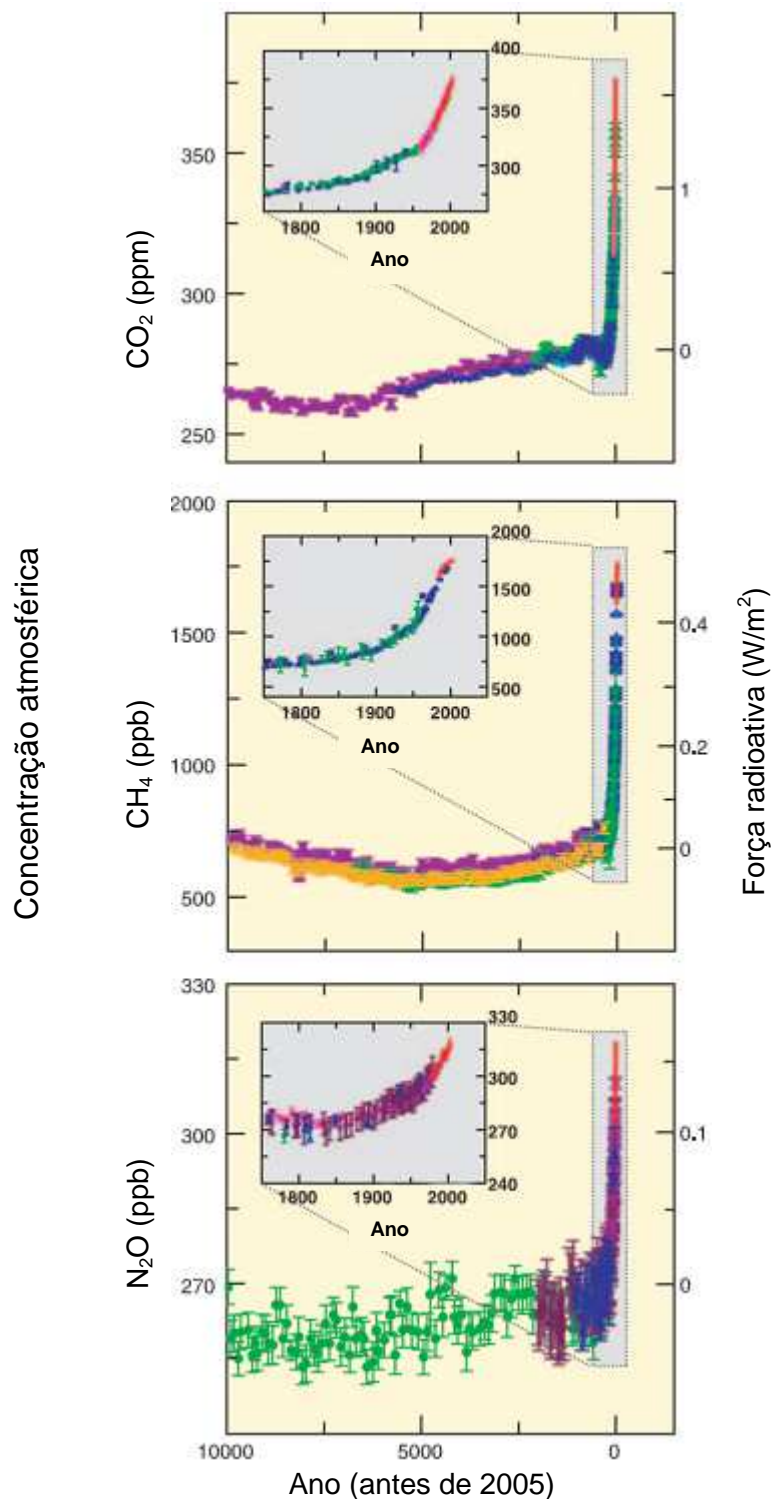 Concentração atmosférica
CO₂ (ppm)
350
300
250
400
300
1800 1900 2000
Ano
1
0
CH₄ (ppb)
2000
1500
1000
500
2000
1500
1000
500
1800 1900 2000
Ano
0.4
0.2
0
Força radioativa (W/m²)
N₂O (ppb)
330
300
270
330
300
270
240
1800 1900 2000
Ano
0.1
0
10000 5000 0
Ano (antes de 2005)